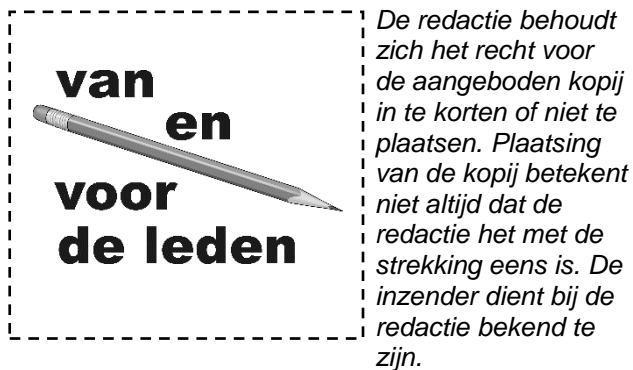 van
en
voor
de leden
De redactie behoudt
zich het recht voor
de aangeboden kopij
in te korten of niet te
plaatsen. Plaatsing
van de kopij betekent
niet altijd dat de
redactie het met de
strekking eens is. De
inzender dient bij de
redactie bekend te
zijn.